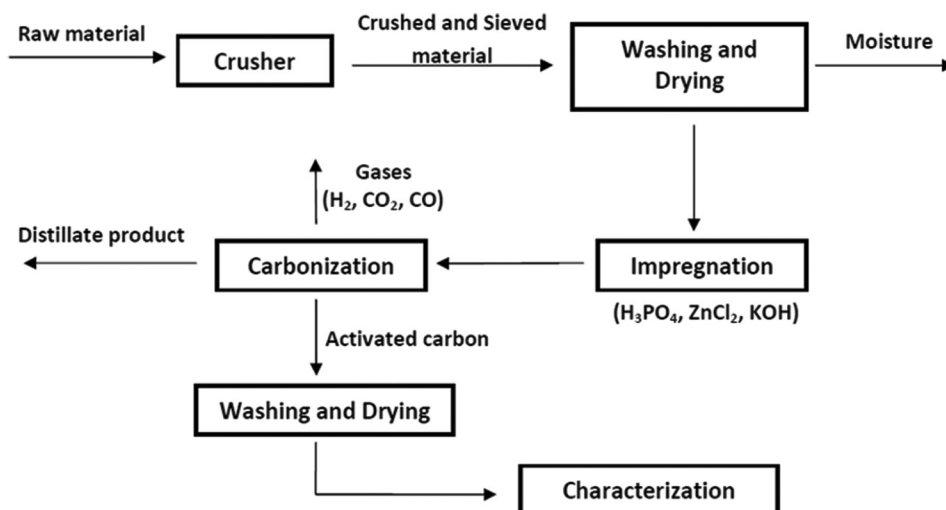 Raw material
Crusher
Crushed and Sieved
material
Washing and
Drying
Moisture
Gases
(H₂, CO₂, CO)
Distillate product
Carbonization
Impregnation
(H₃PO₄, ZnCl₂, KOH)
Activated carbon
Washing and Drying
Characterization